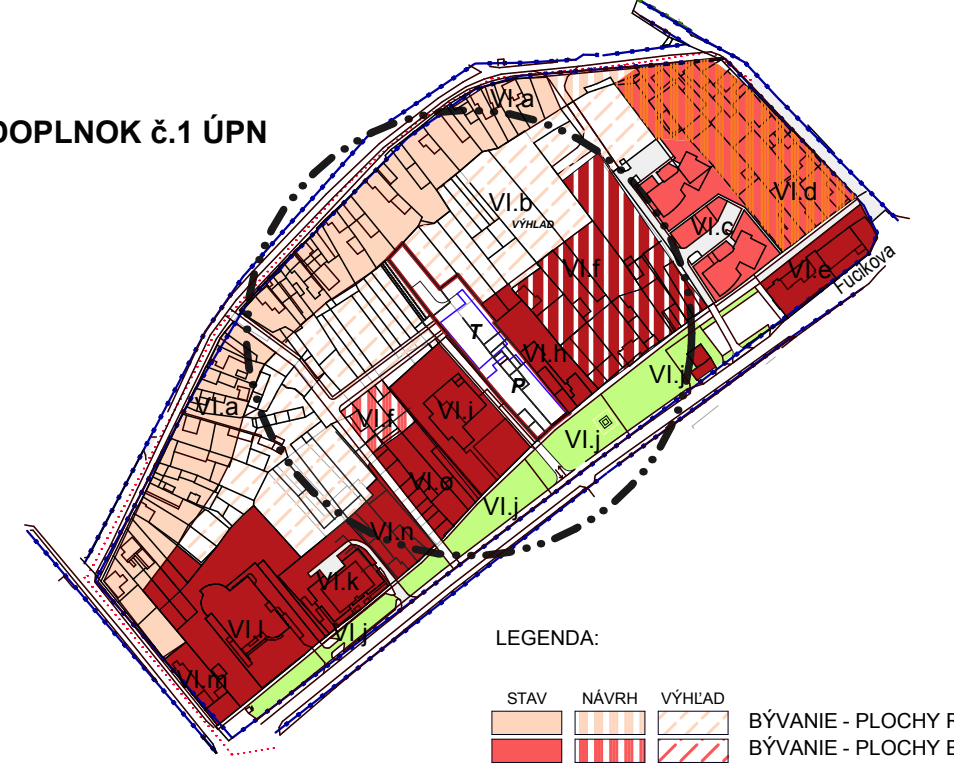 DOPLNOK č.1 ÚPN
VI.a
VI.b
VÝHĽAD
VI.d
VI.c
VI.f
VI.e
Fučíkova
T
VI.h
P
VI.j
VI.a
VI.f
VI.i
VI.j
VI.o
VI.j
VI.n
VI.k
VI.l
VI.j
VI.m
LEGENDA:
STAV NÁVRH VÝHĽAD
BÝVANIE - PLOCHY
BÝVANIE - PLOCHY